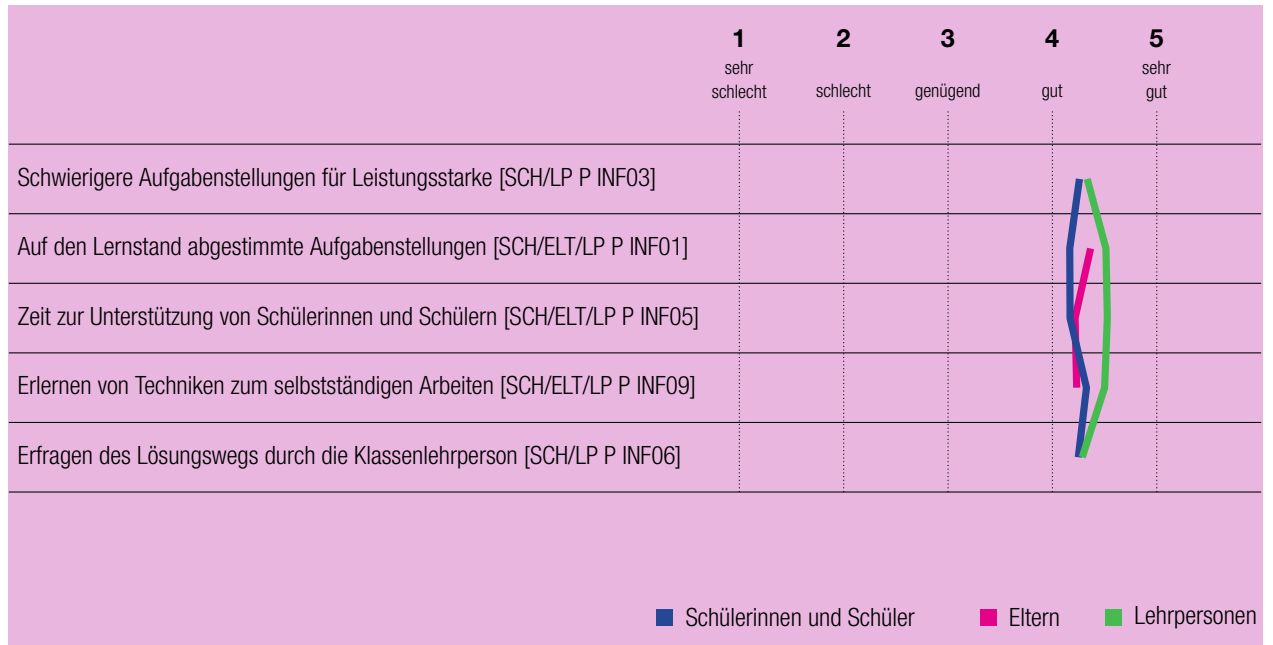 1 2 3 4 5
sehr schlecht schlecht genügend gut sehr gut
Schwierigere Aufgabenstellungen für Leistungsstarke [SCH/LP P INF03]
Auf den Lernstand abgestimmte Aufgabenstellungen [SCH/ELT/LP P INF01]
Zeit zur Unterstützung von Schülerinnen und Schülern [SCH/ELT/LP P INF05]
Erlernen von Techniken zum selbstständigen Arbeiten [SCH/ELT/LP P INF09]
Erfragen des Lösungswegs durch die Klassenlehrperson [SCH/LP P INF06]
Schülerinnen und Schüler Eltern Lehrpersonen